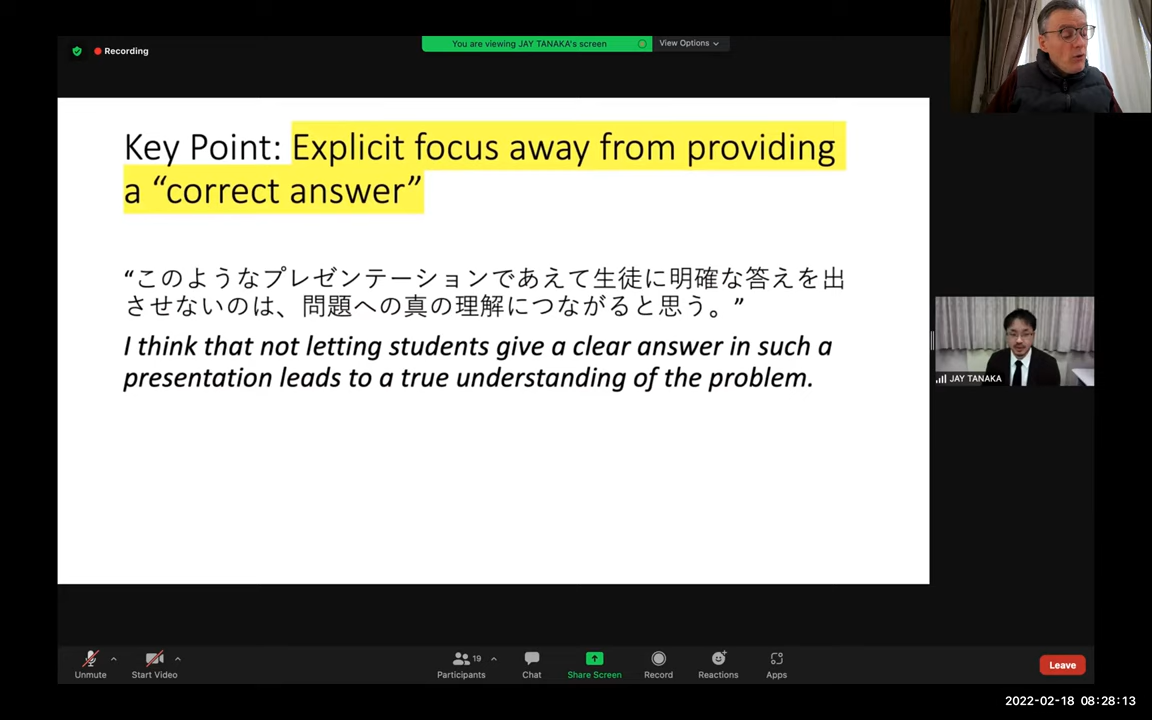 Recording
You are viewing JAY TANAKA's screen
View Options
Key Point: Explicit focus away from providing
a “correct answer”
“このようなプレゼンテーションであえて生徒に明確な答えを出
させないのは、問題への真の理解につながると思う。”
I think that not letting students give a clear answer in such a
presentation leads to a true understanding of the problem.
JAY TANAKA
19
Unmute
Start Video
Participants
Chat
Share Screen
Record
Reactions
Apps
Leave
2022-02-18 08:28:13